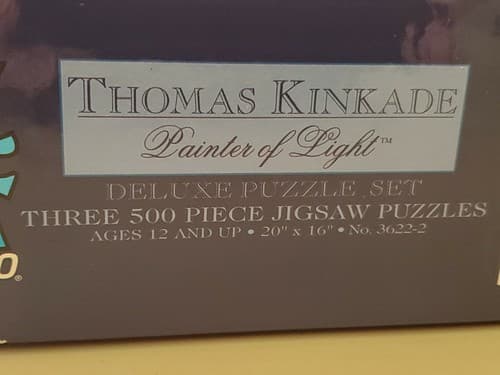 THOMAS KINKADE
Painter of Light™
DELUXE PUZZLE SET
THREE 500 PIECE JIGSAW PUZZLES
AGES 12 AND UP • 20" x 16" • No. 3622-2